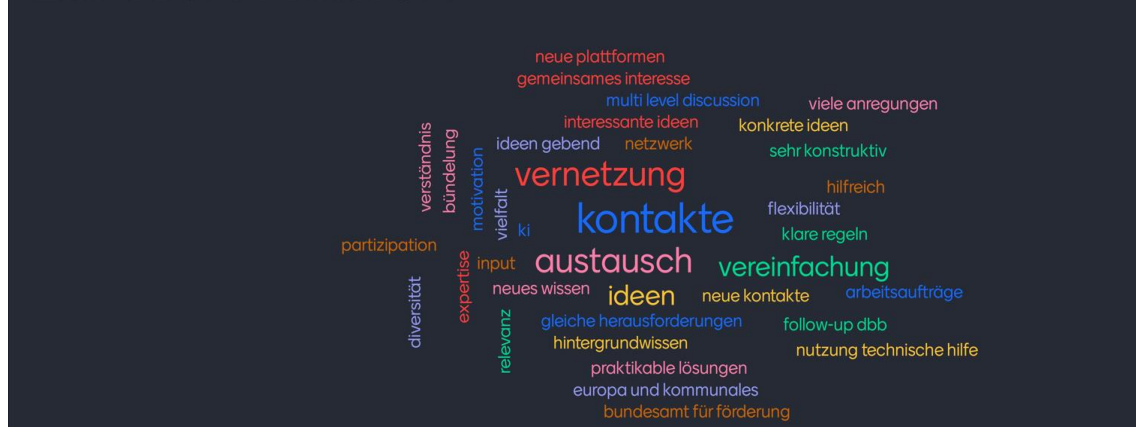 neue plattformen
gemeinsames interesse
multi level discussion
viele anregungen
interessante ideen
konkrete ideen
ideen gebend
netzwerk
sehr konstruktiv
verständnis
bündelung
motivation
vernetzung
hilfreich
vielfalt
kontakte
flexibilität
ki
klare regeln
partizipation
expertise
input
austausch
vereinfachung
diversität
neues wissen
ideen
neue kontakte
arbeitsaufträge
relevanz
gleiche herausforderungen
follow-up dbb
hintergrundwissen
nutzung technische hilfe
praktikable lösungen
europa und kommunales
bundesamt für förderung